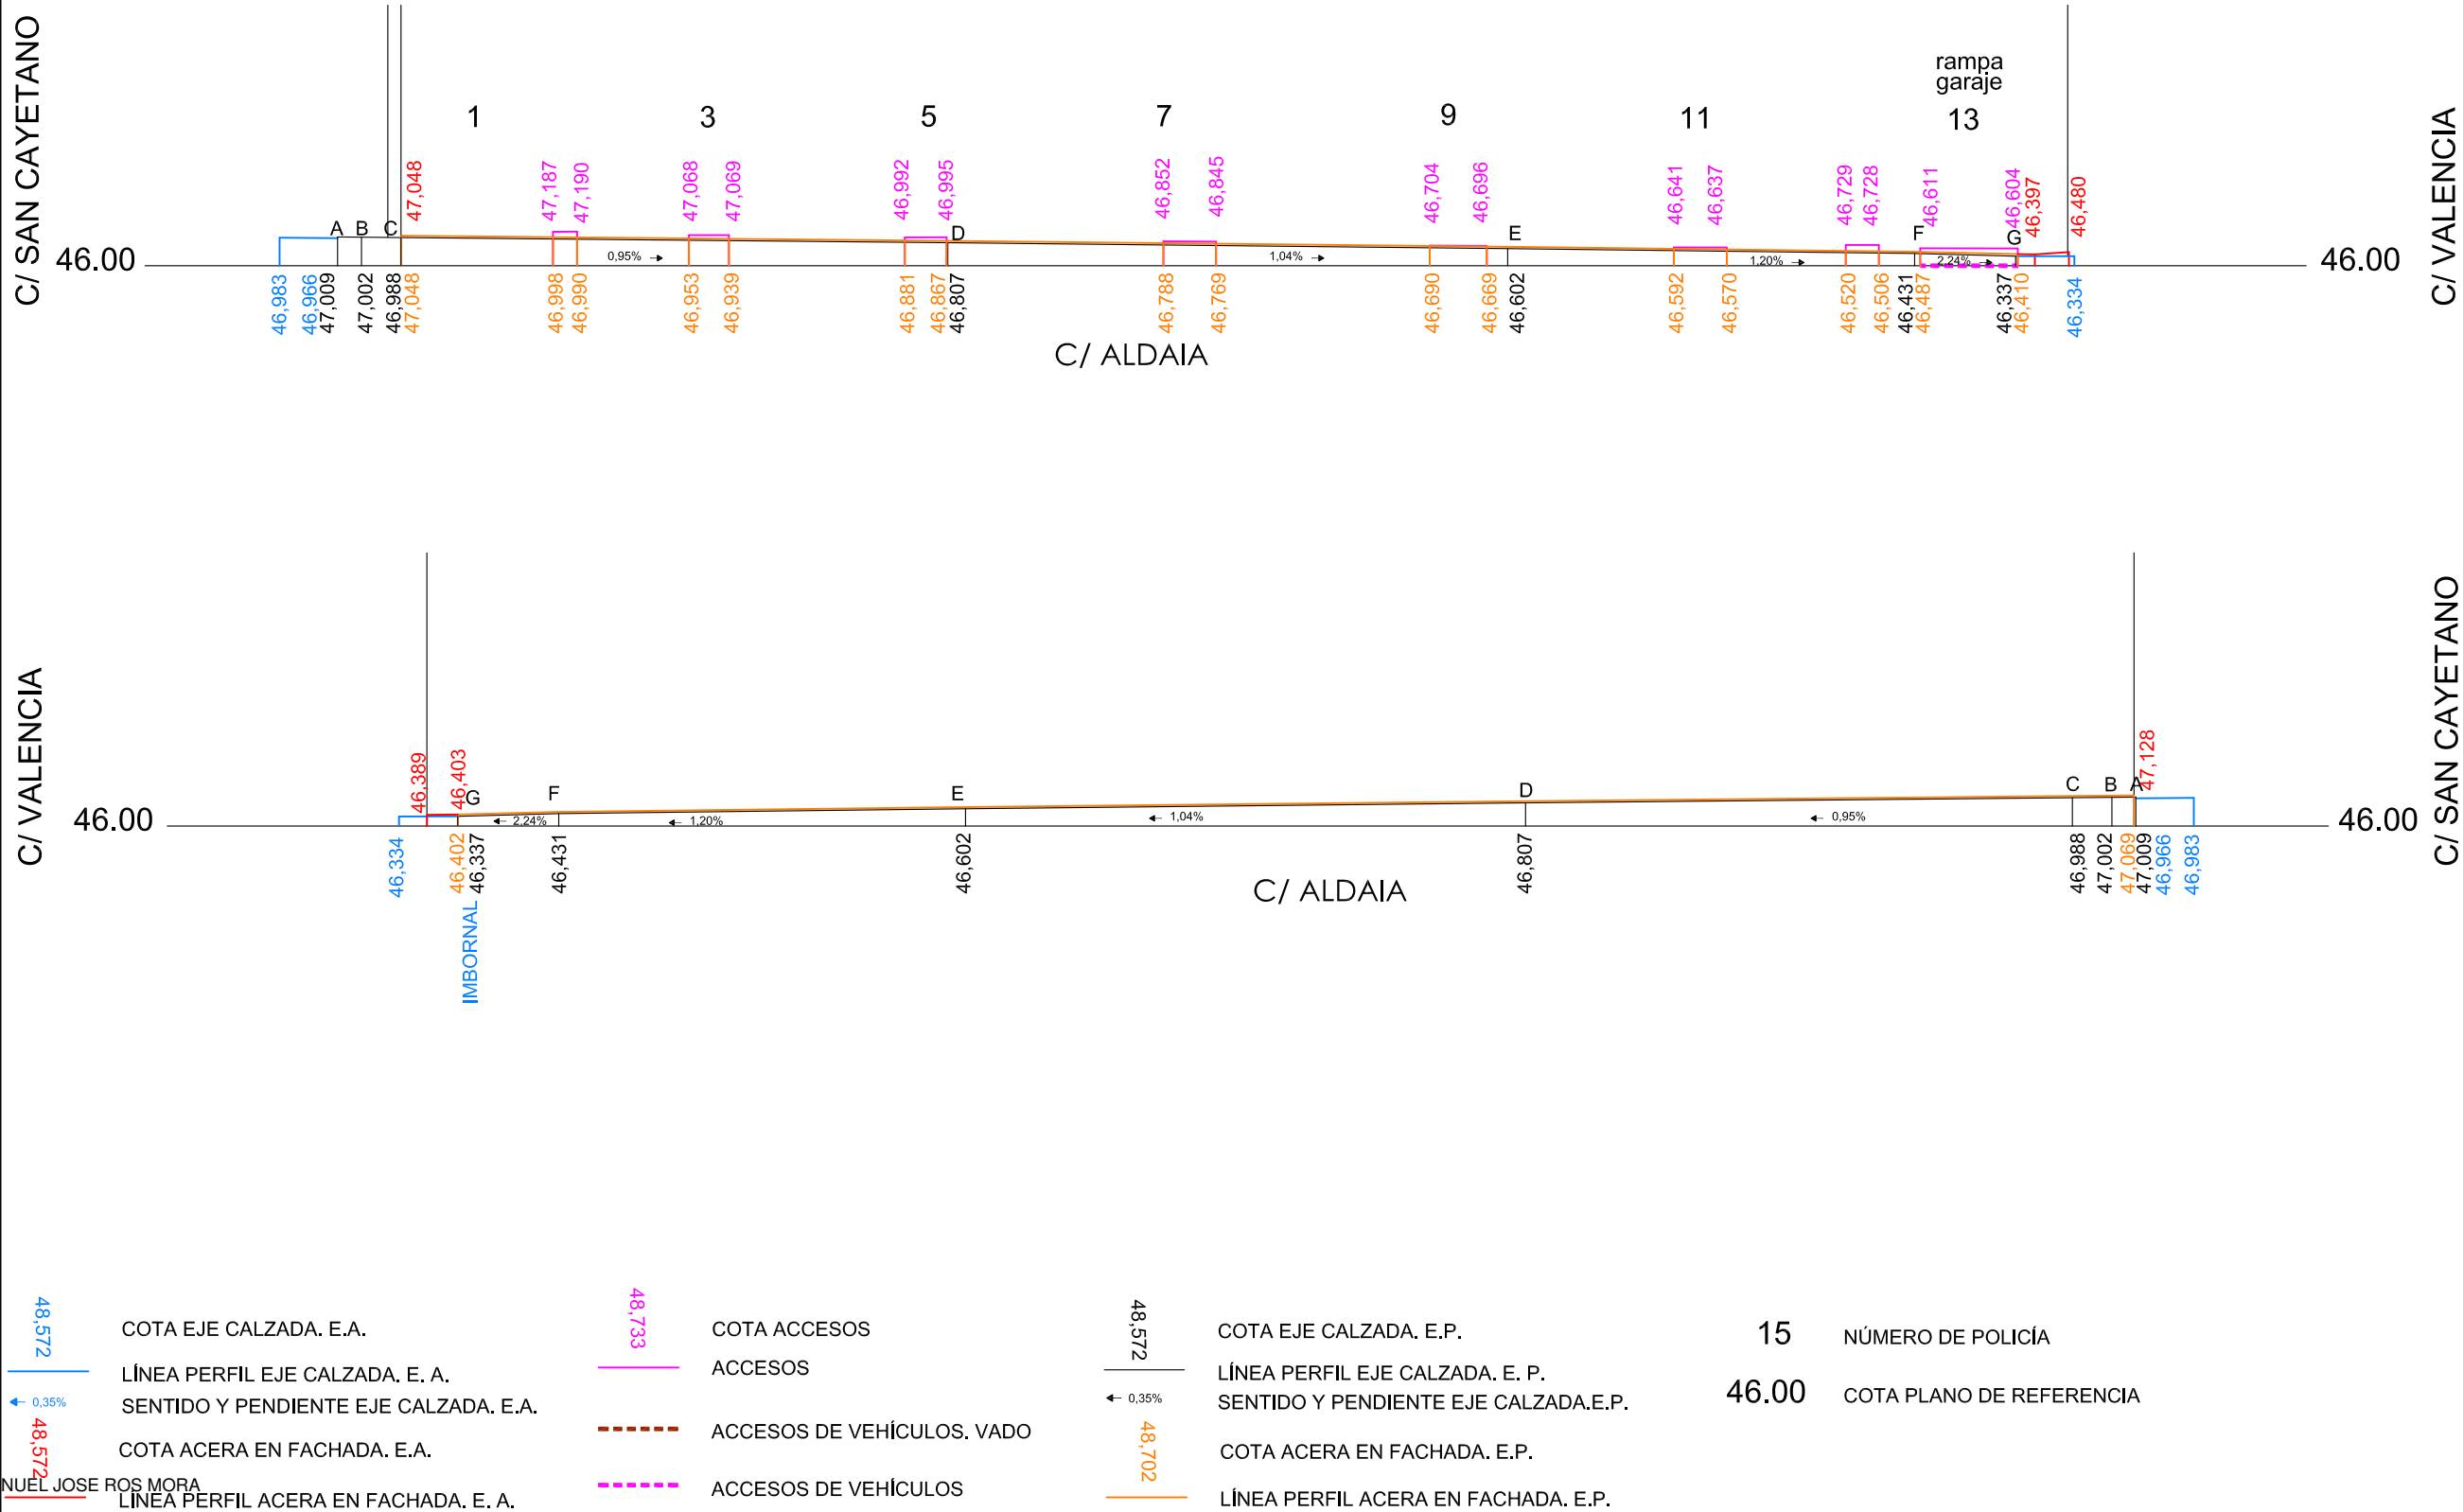 C/ SAN CAYETANO
rampa
garaje
1 3 5 7 9 11 13
C/ VALENCIA
47,048 47,187 47,190 47,068 47,069 46,992 46,995 46,852 46,845 46,704 46,696 46,641 46,637 46,729 46,728 46,611 46,604 46,397 46,480
A B C D E F G
46.00 0,95% 1,04% 1,20% 2,24% 46.00
46,983 46,966 47,009 47,002 46,988 47,048 46,998 46,990 46,953 46,939 46,881 46,867 46,807 46,788 46,769 46,690 46,669 46,602 46,592 46,570 46,520 46,506 46,431 46,487 46,337 46,410 46,334
C/ ALDAIA
C/ VALENCIA
C/ SAN CAYETANO
46,389 46,403 47,128
G F E D C B A
46.00 2,24% 1,20% 1,04% 0,95% 46.00
46,334 46,402 46,337 46,431 46,602 46,807 46,988 47,002 47,069 47,009 46,966 46,983
IMBORNAL
C/ ALDAIA
48,572 COTA EJE CALZADA. E.A.
LÍNEA PERFIL EJE CALZADA. E. A.
0,35% SENTIDO Y PENDIENTE EJE CALZADA. E.A.
48,572 COTA ACERA EN FACHADA. E.A.
NUEL JOSE ROS MORA
LÍNEA PERFIL ACERA EN FACHADA. E. A.
48,733 COTA ACCESOS
ACCESOS
ACCESOS DE VEHÍCULOS. VADO
ACCESOS DE VEHÍCULOS
48,572 COTA EJE CALZADA. E.P.
LÍNEA PERFIL EJE CALZADA. E. P.
0,35% SENTIDO Y PENDIENTE EJE CALZADA.E.P.
48,702 COTA ACERA EN FACHADA. E.P.
LÍNEA PERFIL ACERA EN FACHADA. E.P.
15 NÚMERO DE POLICÍA
46.00 COTA PLANO DE REFERENCIA